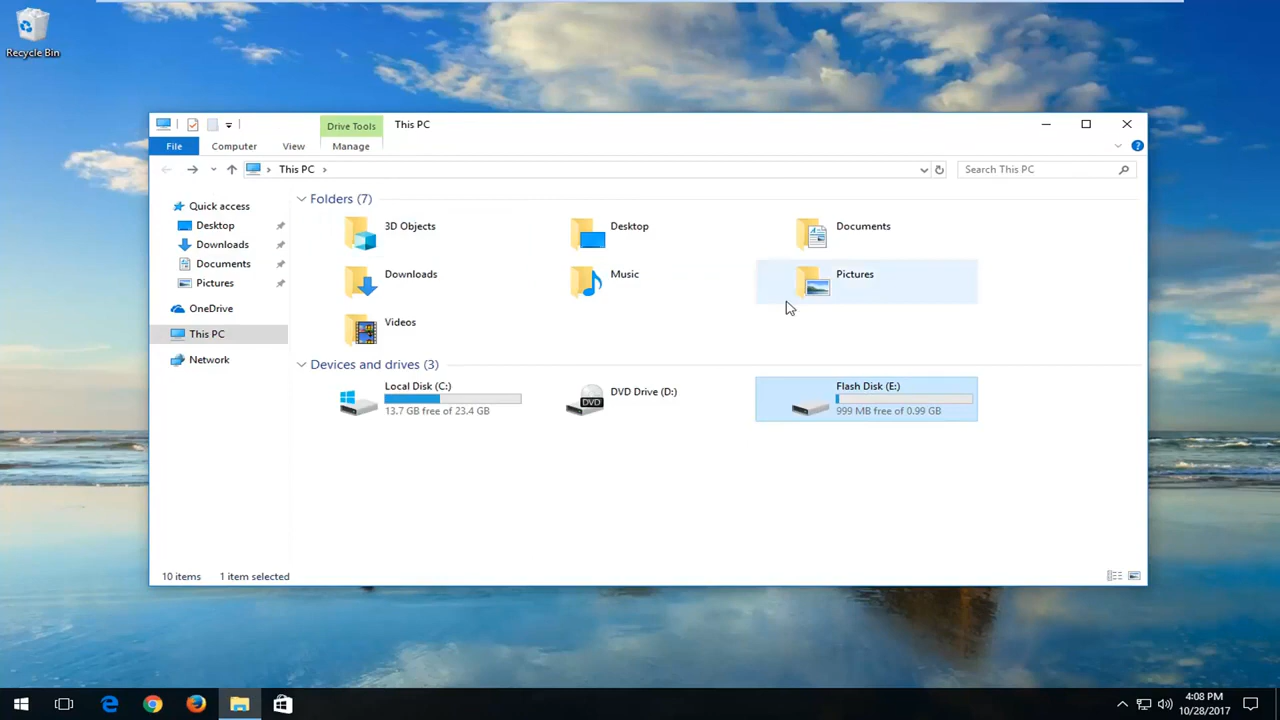 Recycle Bin
Drive Tools
This PC
File
Computer
View
Manage
This PC
Search This PC
Quick access
Desktop
Downloads
Documents
Pictures
OneDrive
This PC
Network
Folders (7)
3D Objects
Desktop
Documents
Downloads
Music
Pictures
Videos
Devices and drives (3)
Local Disk (C:)
13.7 GB free of 23.4 GB
DVD
DVD Drive (D:)
Flash Disk (E:)
999 MB free of 0.99 GB
10 items
1 item selected
4:08 PM
10/28/2017